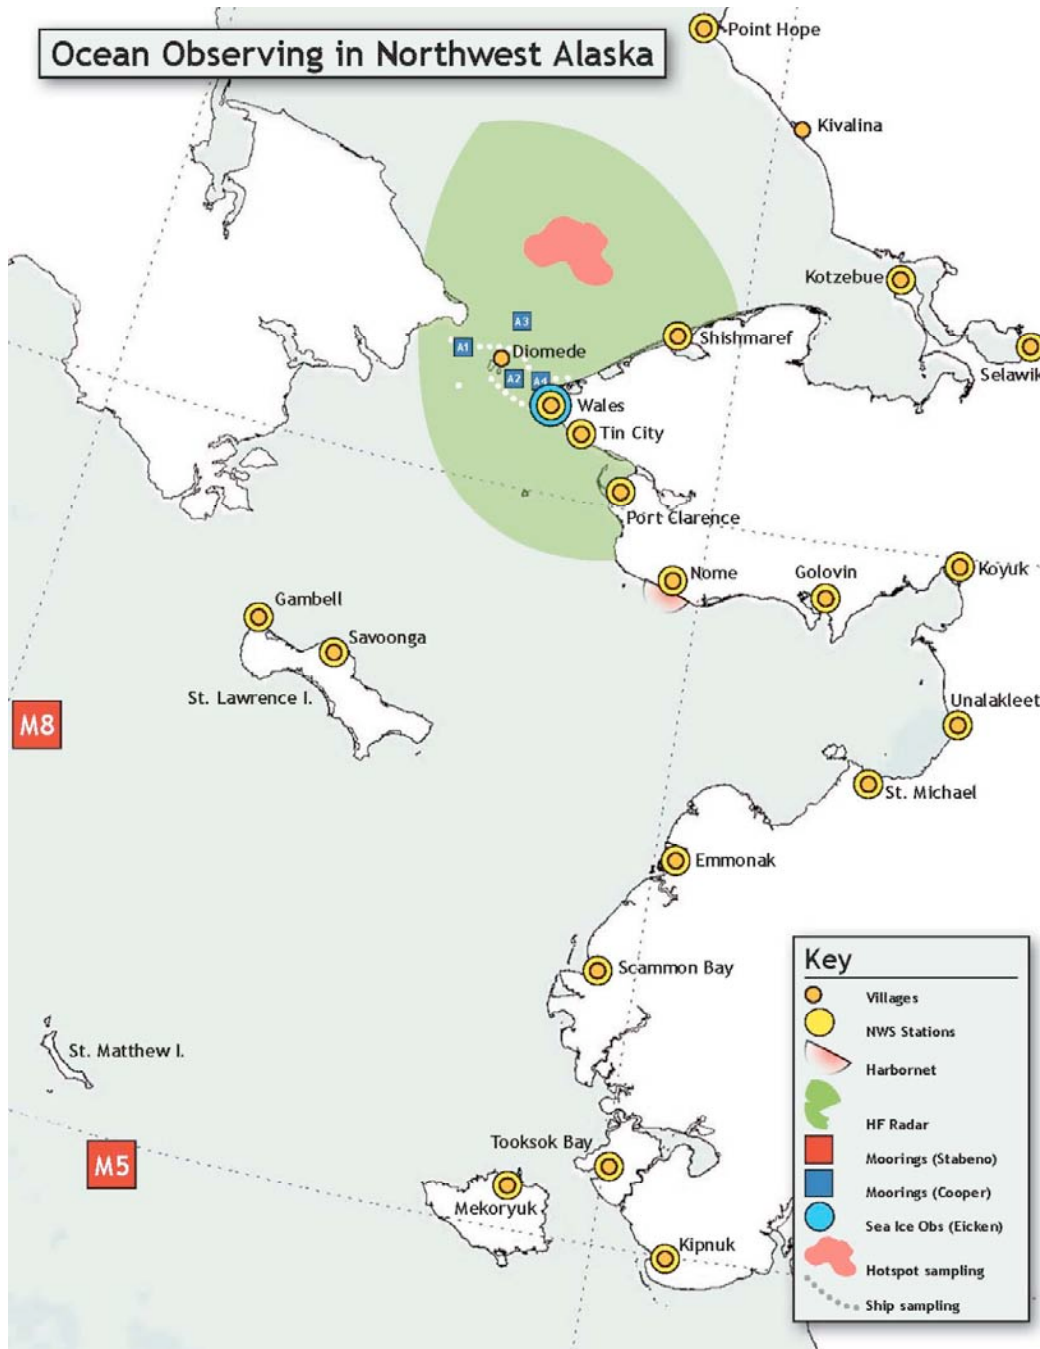 Ocean Observing in Northwest Alaska
Point Hope
Kivalina
Kotzebue
A3
Shishmaref
A1
Diomede
Selawik
A2
A4
Wales
Tin City
Port Clarence
Nome
Golovin
Koyuk
Gambell
Savoonga
St. Lawrence I.
Unalakleet
M8
St. Michael
Emmonak
Scammon Bay
St. Matthew I.
Tooksok Bay
M5
Mekoryuk
Kipnuk
Key
Villages
NWS Stations
Harbornet
HF Radar
Moorings (Stabeno)
Moorings (Cooper)
Sea Ice Obs (Eicken)
Hotspot sampling
Ship sampling